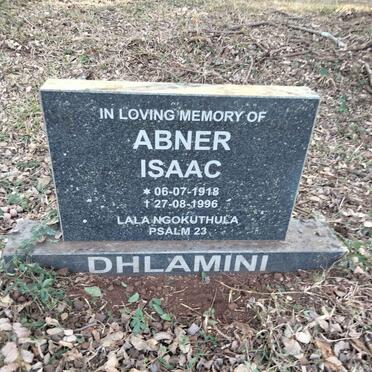 IN LOVING MEMORY OF
ABNER
ISAAC
* 06-07-1918
† 27-08-1996
LALA NGOKUTHULA
PSALM 23
DHLAMINI